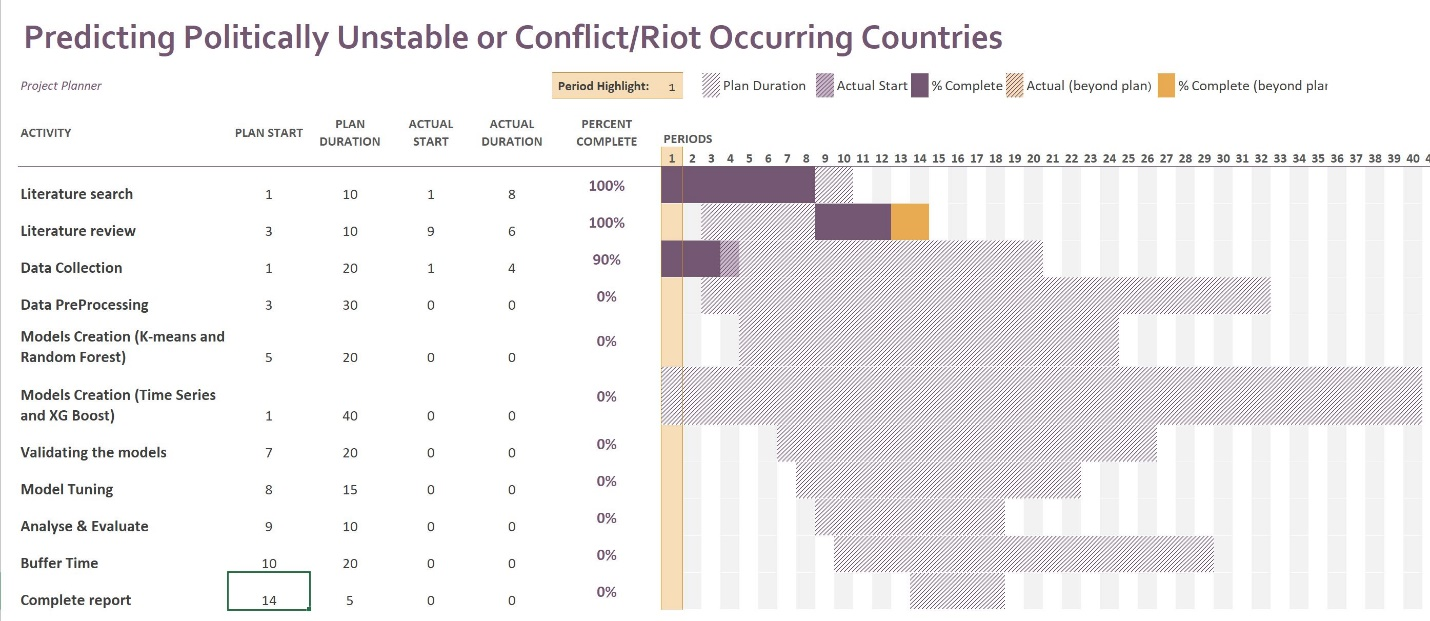 Predicting Politically Unstable or Conflict/Riot Occurring Countries
Project Planner
Period Highlight: 1
Plan Duration
Actual Start
% Complete
Actual (beyond plan)
% Complete (beyond plan
ACTIVITY PLAN START PLAN DURATION ACTUAL START ACTUAL DURATION PERCENT COMPLETE PERIODS
1 2 3 4 5 6 7 8 9 10 11 12 13 14 15 16 17 18 19 20 21 22 23 24 25 26 27 28 29 30 31 32 33 34 35 36 37 38 39 40 4
Literature search 1 10 1 8 100%
Literature review 3 10 9 6 100%
Data Collection 1 20 1 4 90%
Data PreProcessing 3 30 0 0 0%
Models Creation (K-means and
Random Forest) 5 20 0 0 0%
Models Creation (Time Series
and XG Boost) 1 40 0 0 0%
Validating the models 7 20 0 0 0%
Model Tuning 8 15 0 0 0%
Analyse & Evaluate 9 10 0 0 0%
Buffer Time 10 20 0 0 0%
Complete report 14 5 0 0 0%